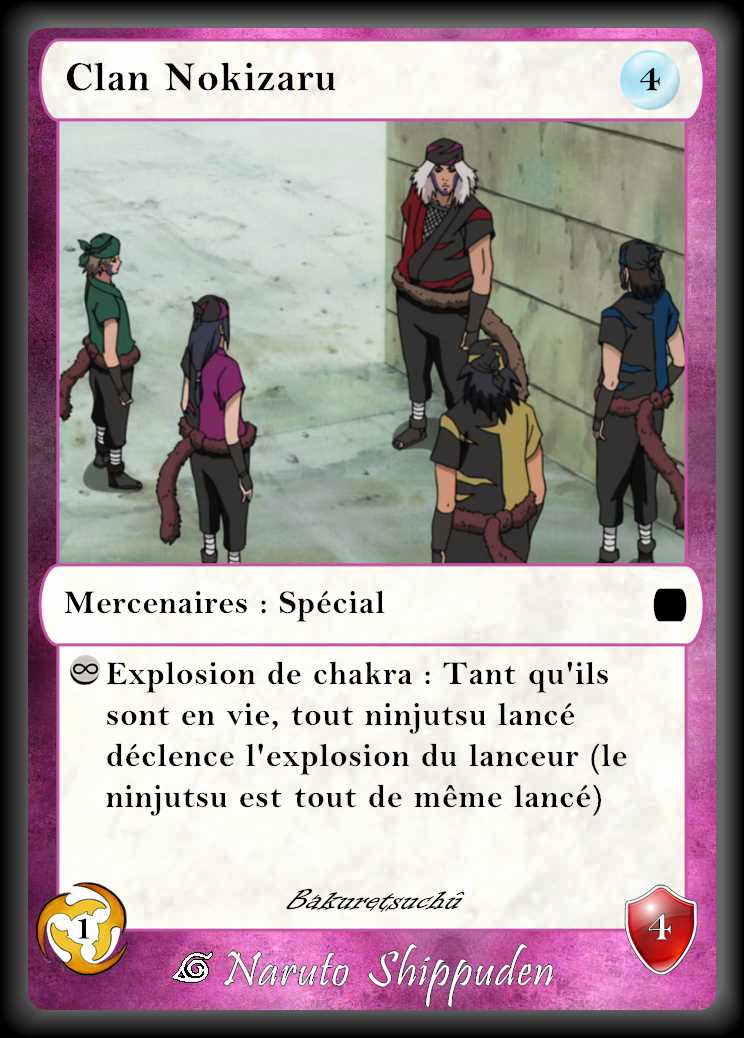 Clan Nokizaru
4
Mercenaires : Spécial
Explosion de chakra : Tant qu'ils
sont en vie, tout ninjutsu lancé
déclence l'explosion du lanceur (le
ninjutsu est tout de même lancé)
Bakuretsuchû
1
4
Naruto Shippuden